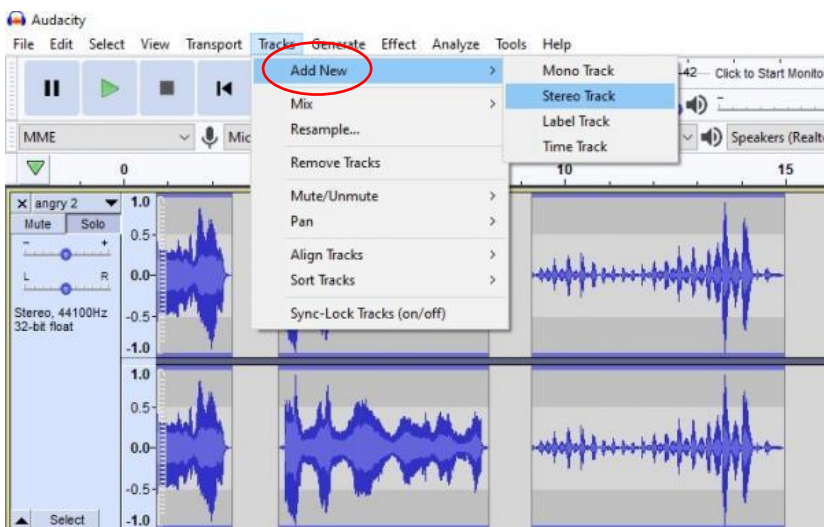 Audacity
File Edit Select View Transport Tracks Generate Effect Analyze Tools Help
Add New
Mix
Resample...
Remove Tracks
Mute/Unmute
Pan
Align Tracks
Sort Tracks
Sync-Lock Tracks (on/off)
Mono Track
Stereo Track
Label Track
Time Track
-42 Click to Start Monito
MME Mic
Speakers (Realt
0 10 15
X angry 2
Mute Solo
- +
L R
Stereo, 44100Hz
32-bit float
Select
1.0
0.5-
0.0-
-0.5-
-1.0
1.0
0.5-
0.0-
-0.5-
-1.0